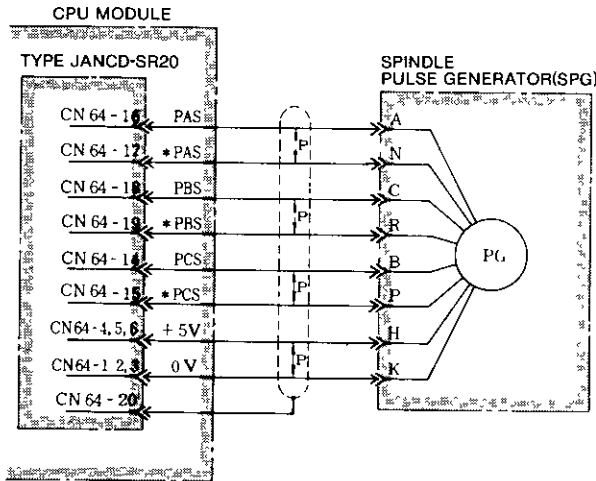 CPU MODULE
TYPE JANCD-SR20
SPINDLE
PULSE GENERATOR(SPG)
CN 64 - 16 PAS A
P
CN 64 - 17 *PAS N
CN 64 - 18 PBS C
P
CN 64 - 19 *PBS R
CN 64 - 14 PCS B
P
CN 64 - 15 *PCS P
CN64-4,5,6 +5V H
P
CN64-1 2,3 0V K
CN 64 - 20
PG